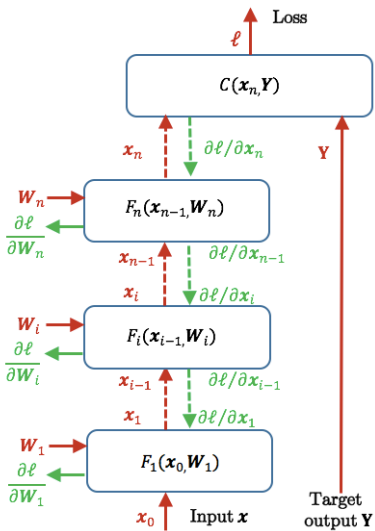 ℓ Loss
C(xₙ,Y)
xₙ ∂ℓ/∂xₙ Y
Wₙ Fₙ(xₙ₋₁,Wₙ)
∂ℓ/∂Wₙ
xₙ₋₁ ∂ℓ/∂xₙ₋₁
xᵢ ∂ℓ/∂xᵢ
Wᵢ Fᵢ(xᵢ₋₁,Wᵢ)
∂ℓ/∂Wᵢ
xᵢ₋₁ ∂ℓ/∂xᵢ₋₁
x₁ ∂ℓ/∂x₁
W₁ F₁(x₀,W₁)
∂ℓ/∂W₁
x₀ Input x
Target
output Y